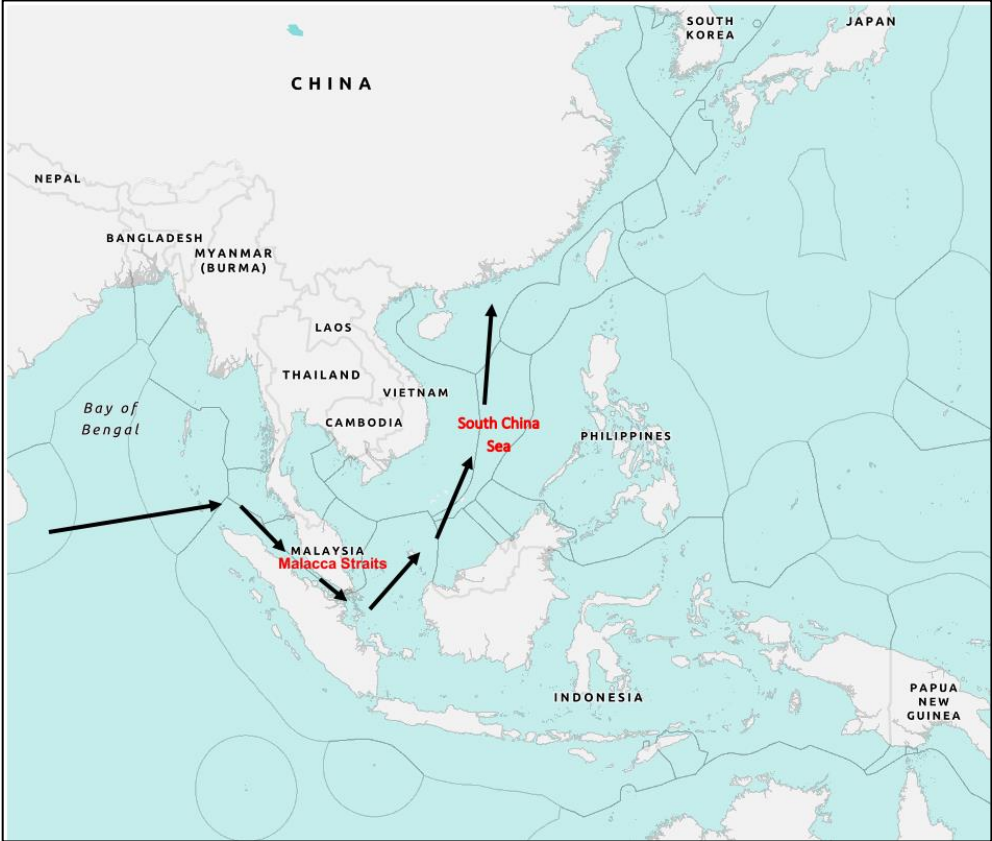 SOUTH
KOREA
JAPAN
CHINA
NEPAL
BANGLADESH
MYANMAR
(BURMA)
LAOS
THAILAND
VIETNAM
CAMBODIA
Bay of
Bengal
South China
Sea
PHILIPPINES
MALAYSIA
Malacca Straits
INDONESIA
PAPUA
NEW
GUINEA